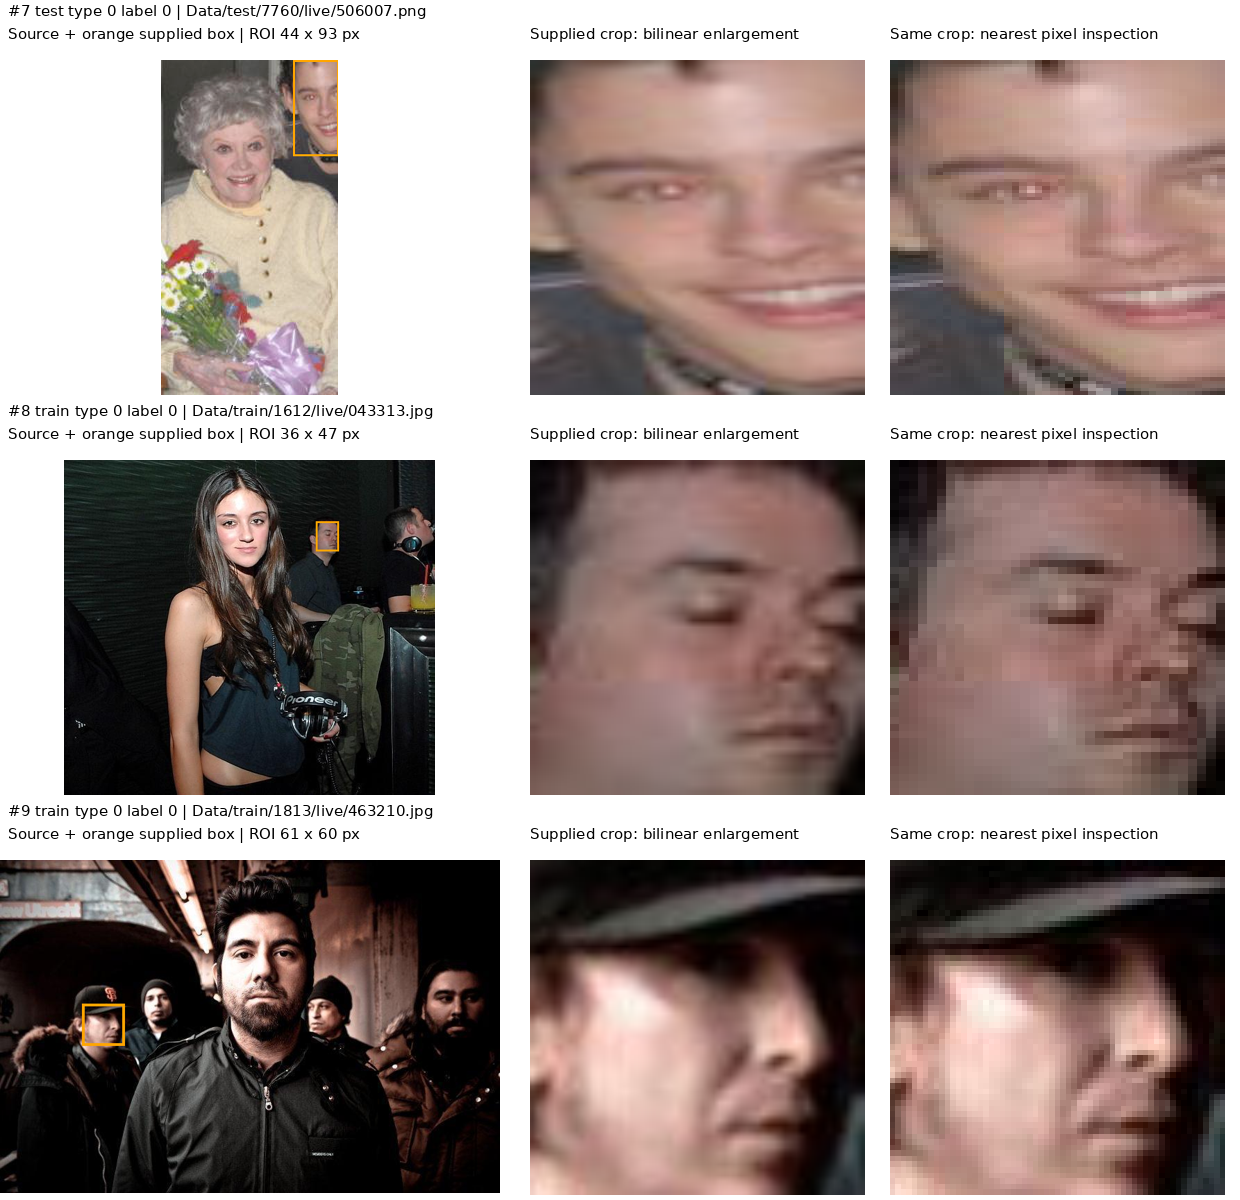 #7 test type 0 label 0 | Data/test/7760/live/506007.png
Source + orange supplied box | ROI 44 x 93 px
Supplied crop: bilinear enlargement
Same crop: nearest pixel inspection
#8 train type 0 label 0 | Data/train/1612/live/043313.jpg
Source + orange supplied box | ROI 36 x 47 px
Supplied crop: bilinear enlargement
Same crop: nearest pixel inspection
Pioneer
#9 train type 0 label 0 | Data/train/1813/live/463210.jpg
Source + orange supplied box | ROI 61 x 60 px
Supplied crop: bilinear enlargement
Same crop: nearest pixel inspection